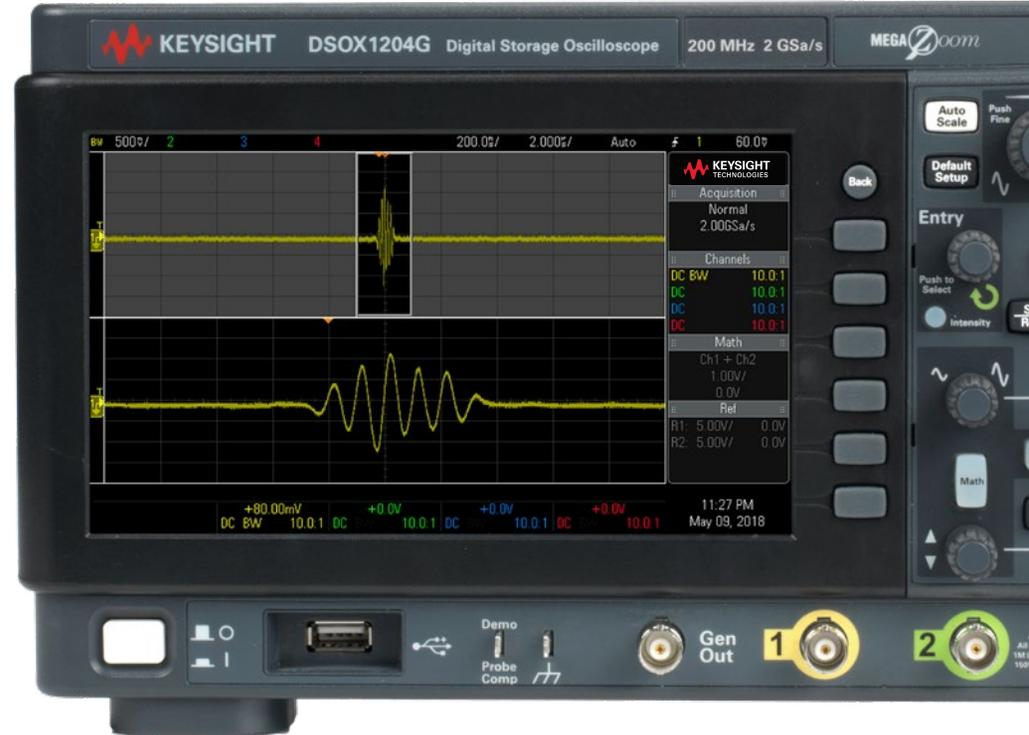 KEYSIGHT DSOX1204G Digital Storage Oscilloscope 200 MHz 2 GSa/s MEGA Zoom
Auto Scale
Push Fine
Default Setup
Back
BW 500mV/ 2 3 4 200.0s/ 2.000s/ Auto 1 60.0mV
KEYSIGHT TECHNOLOGIES
Acquisition
Normal
2.00GSa/s
Channels
DC BW 10.0:1
DC 10.0:1
DC 10.0:1
DC 10.0:1
Math
Ch1 + Ch2
1.00V/
0.0V
Ref
R1: 5.00V/ 0.0V
R2: 5.00V/ 0.0V
Entry
Push to Select
Intensity
Math
+80.00mV +0.0V +0.0V +0.0V
DC BW 10.0:1 DC BW 10.0:1 DC BW 10.0:1 DC BW 10.0:1
11:27 PM
May 09, 2018
Demo
Probe Comp
Gen Out
1
2
All